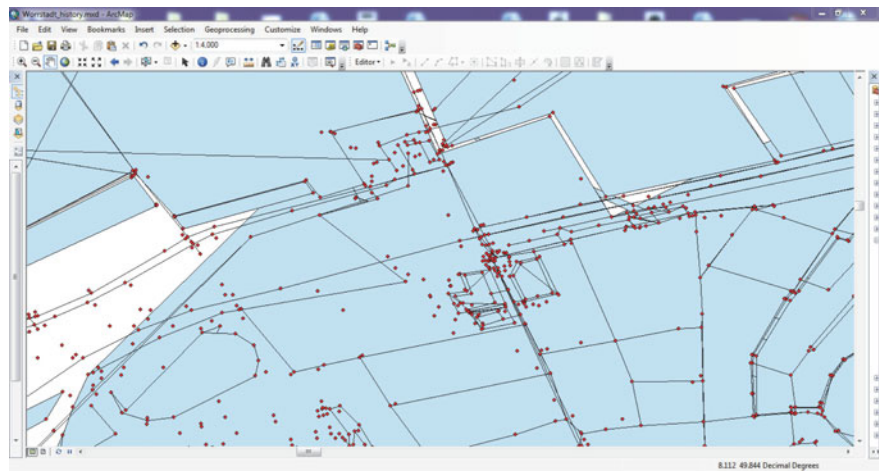 Worrstadt_history.mxd - ArcMap
File Edit View Bookmarks Insert Selection Geoprocessing Customize Windows Help
1:4,000
Editor
8.112 49.844 Decimal Degrees